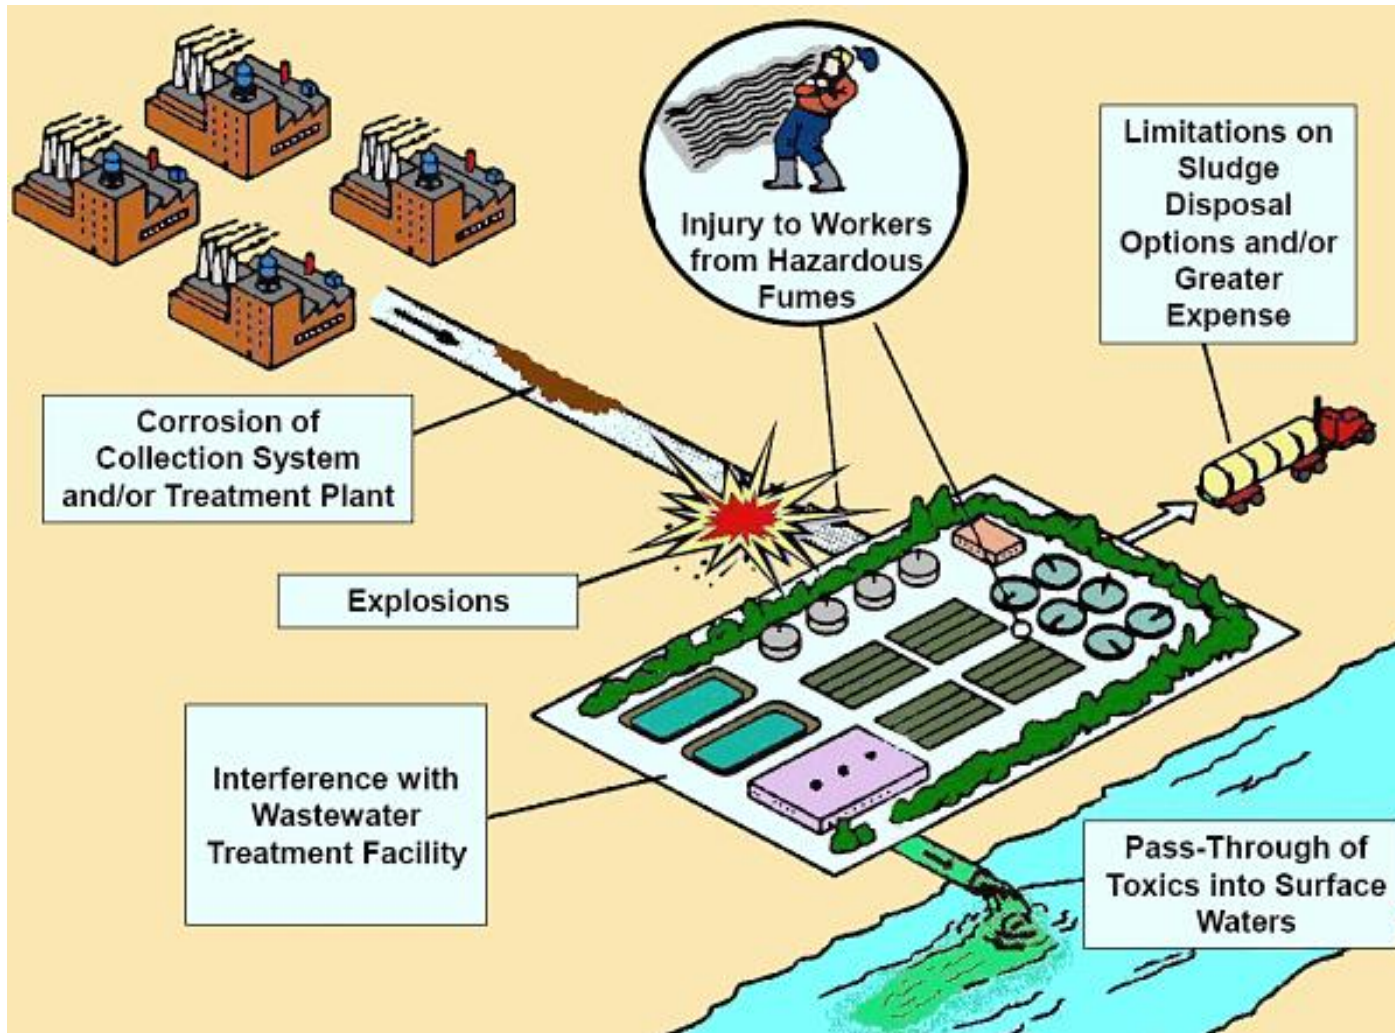 Injury to Workers
from Hazardous
Fumes
Limitations on
Sludge
Disposal
Options and/or
Greater
Expense
Corrosion of
Collection System
and/or Treatment Plant
Explosions
Interference with
Wastewater
Treatment Facility
Pass-Through of
Toxics into Surface
Waters